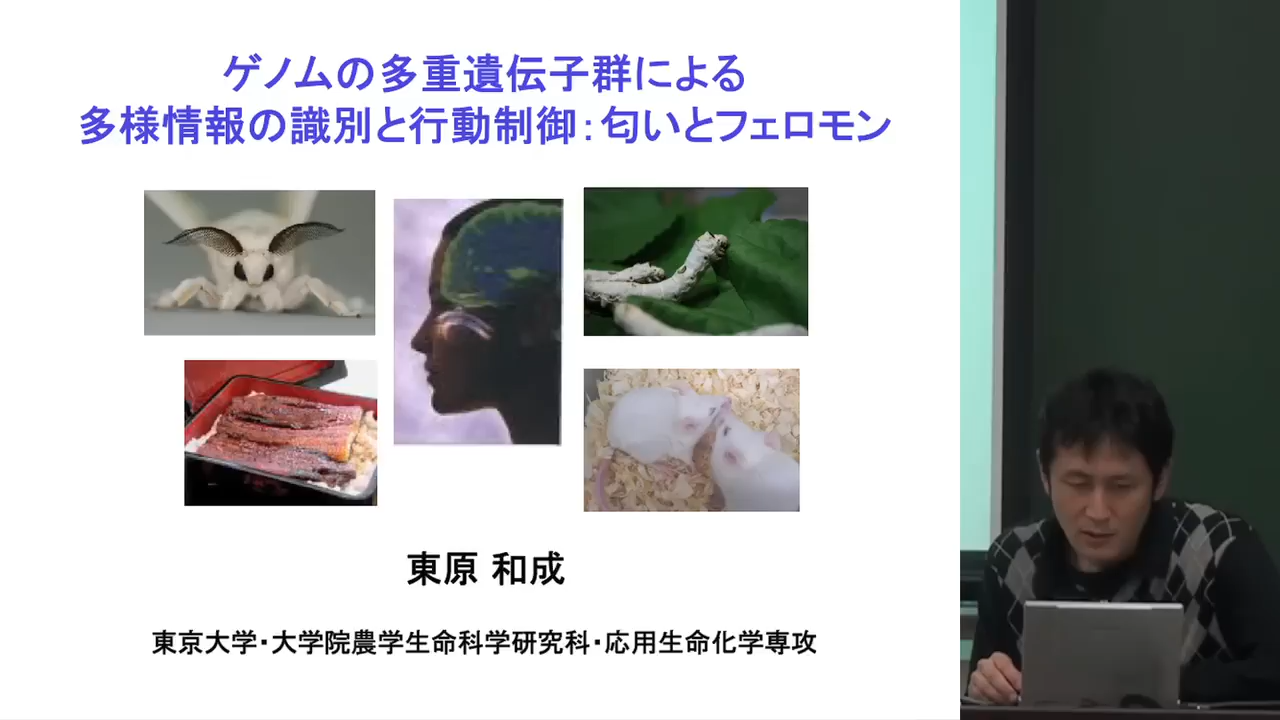 ゲノムの多重遺伝子群による
多様情報の識別と行動制御：匂いとフェロモン
東原 和成
東京大学・大学院農学生命科学研究科・応用生命化学専攻